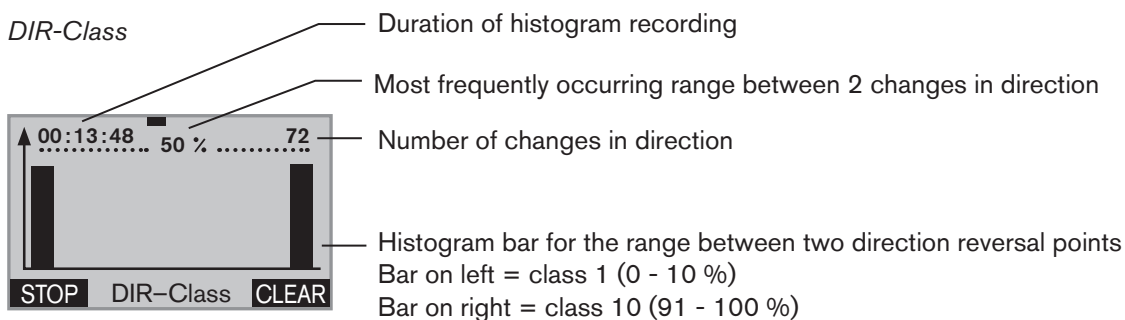 DIR-Class
Duration of histogram recording
Most frequently occurring range between 2 changes in direction
00:13:48 50 % 72
Number of changes in direction
Histogram bar for the range between two direction reversal points
Bar on left = class 1 (0 - 10 %)
Bar on right = class 10 (91 - 100 %)
STOP DIR–Class CLEAR